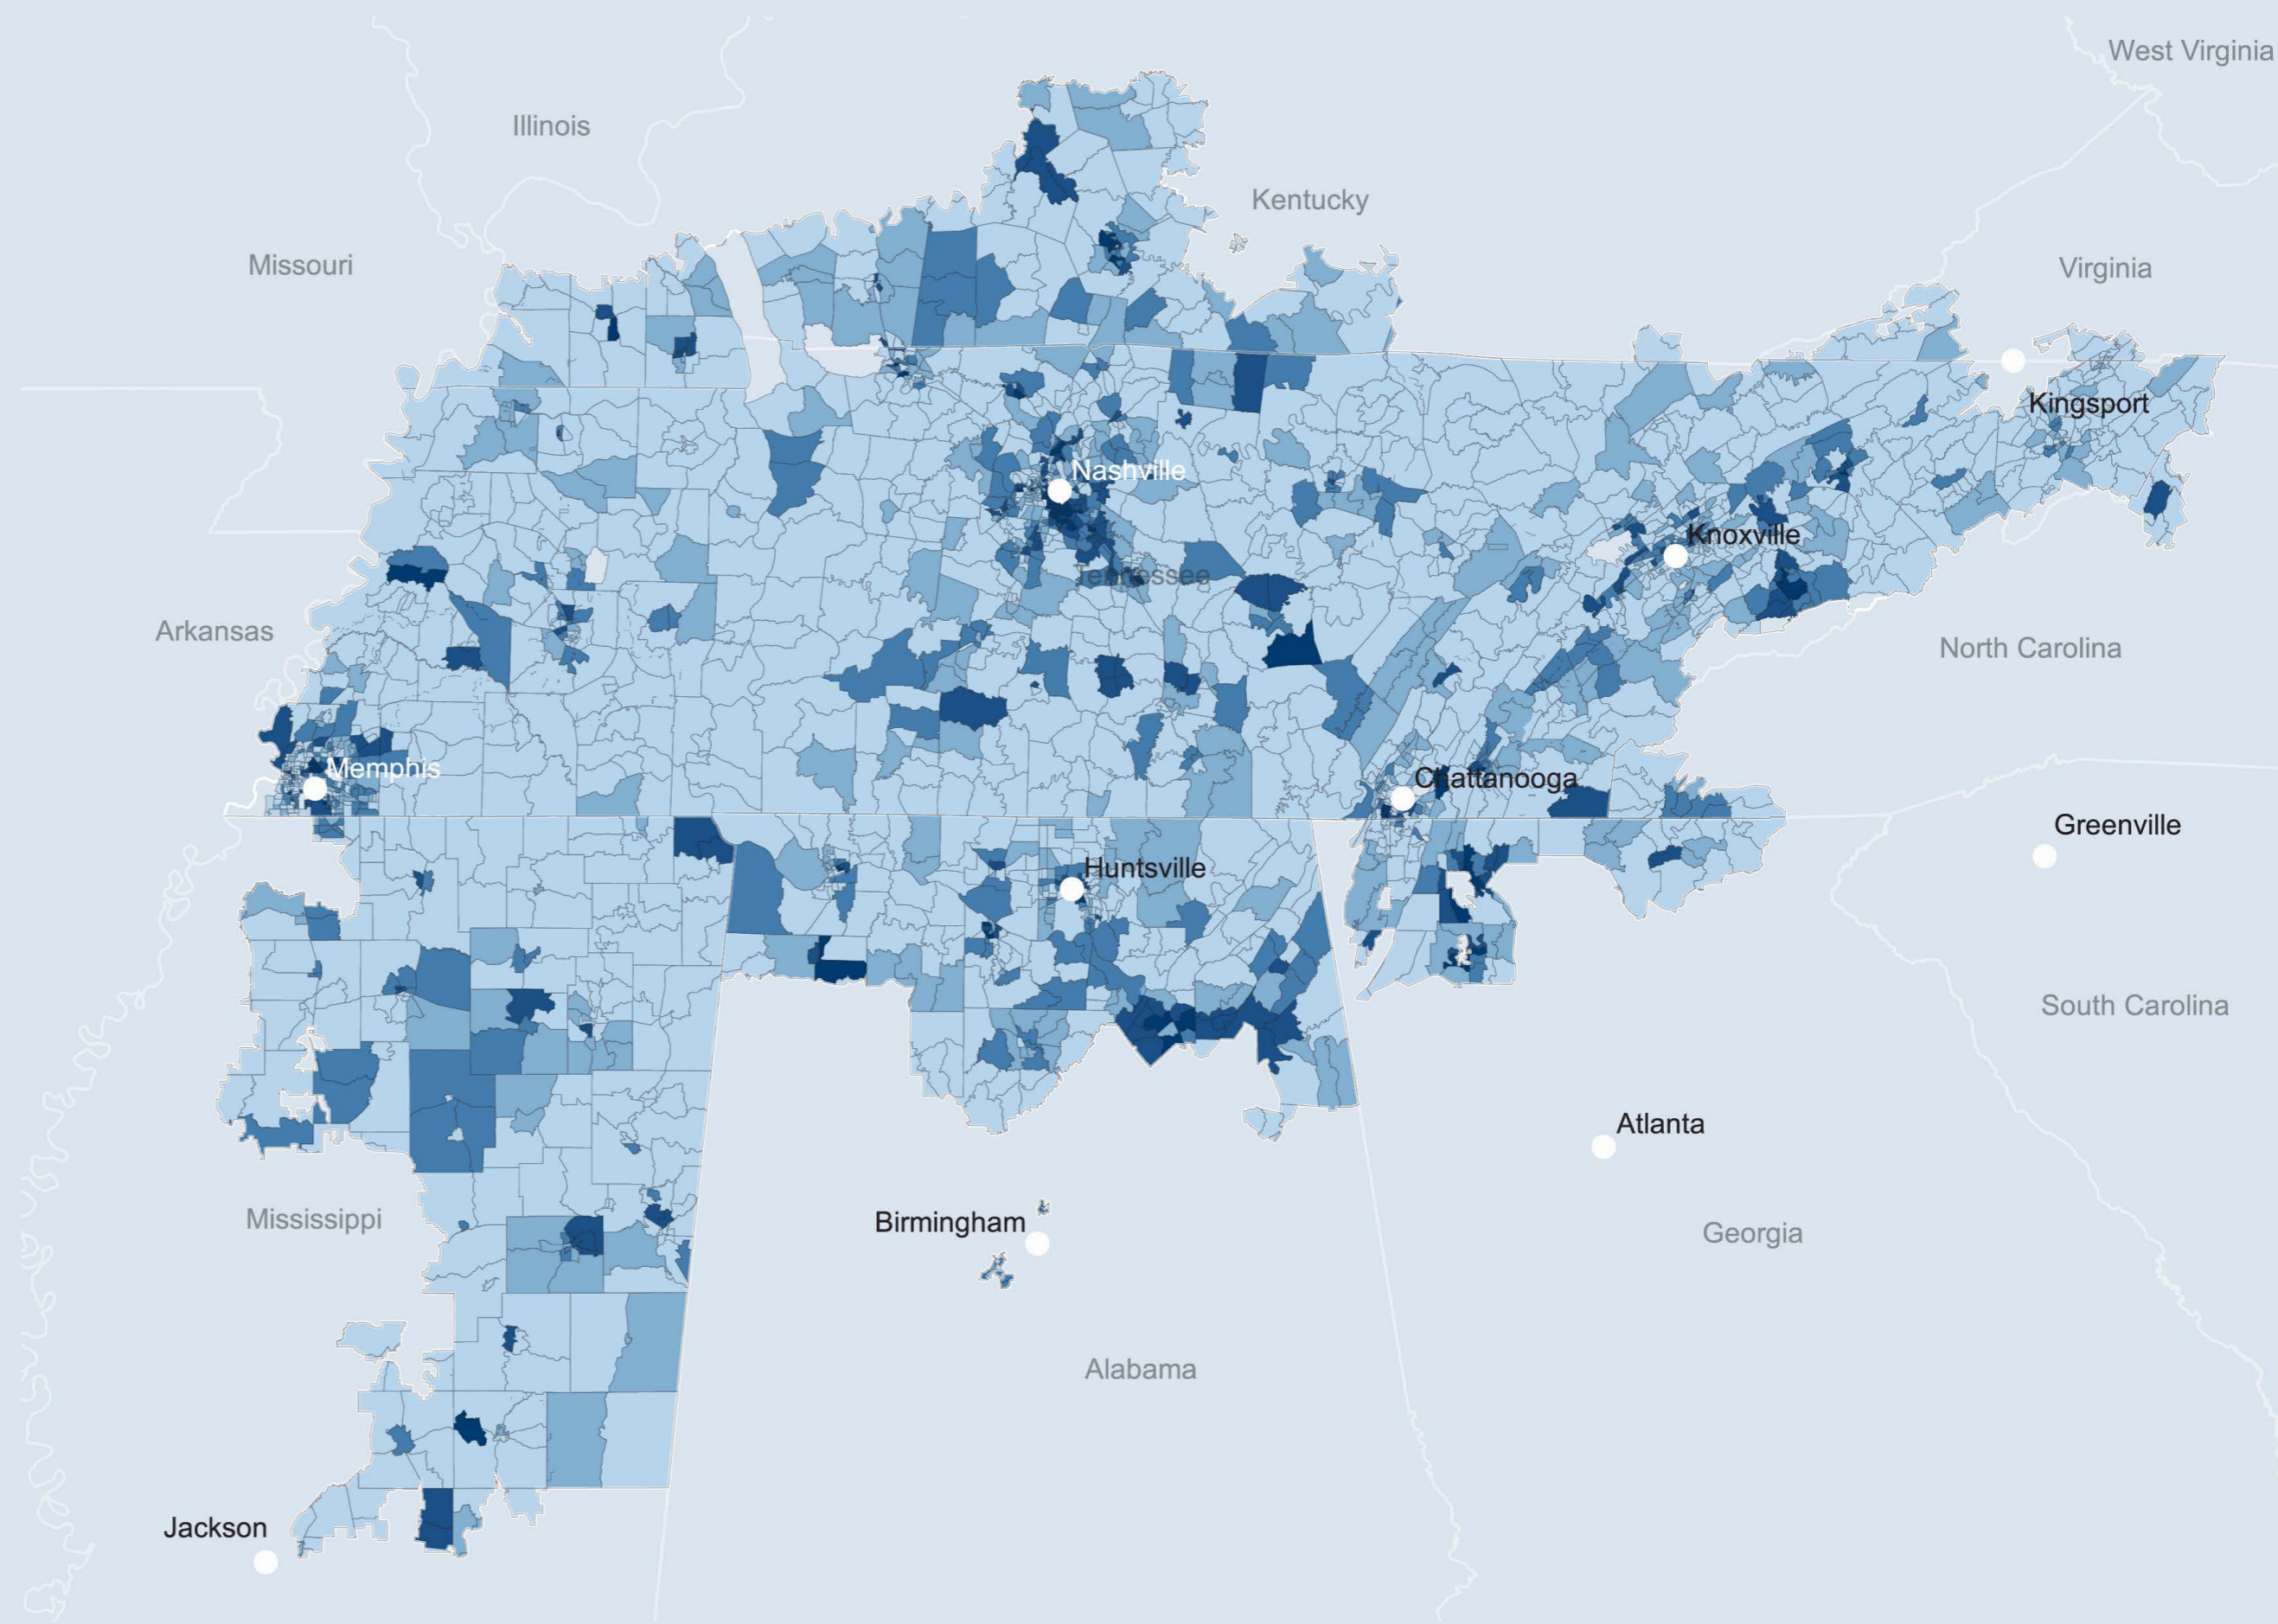 West Virginia
Illinois
Kentucky
Missouri
Virginia
Kingsport
Nashville
Knoxville
Tennessee
Arkansas
North Carolina
Memphis
Chattanooga
Greenville
Huntsville
South Carolina
Atlanta
Mississippi
Birmingham
Georgia
Alabama
Jackson